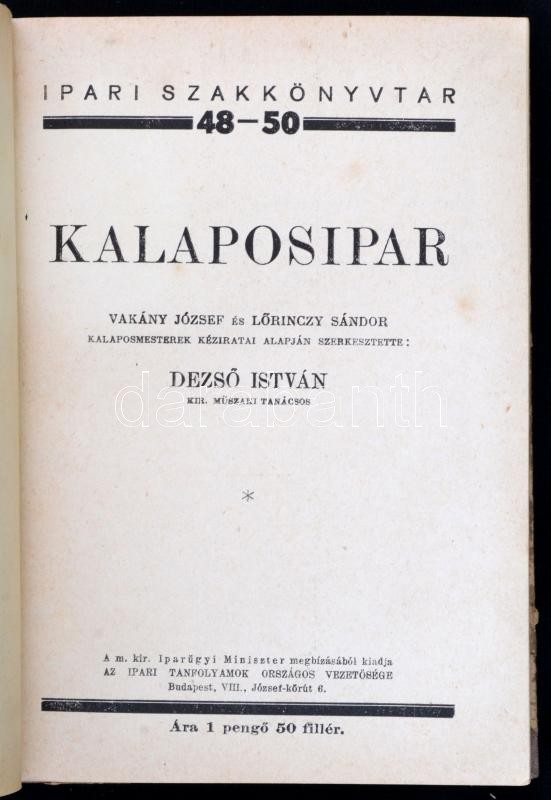 IPARI SZAKKÖNYVTAR
48—50
KALAPOSIPAR
VAKÁNY JÓZSEF ÉS LŐRINCZY SÁNDOR
KALAPOSMESTEREK KÉZIRATAI ALAPJÁN SZERKESZTETTE:
DEZSŐ ISTVÁN
KIR. MŰSZAKI TANÁCSOS
*
darabanth
A m. kir. Iparügyi Miniszter megbízásából kiadja
AZ IPARI TANFOLYAMOK ORSZÁGOS VEZETŐSÉGE
Budapest, VIII., József-körút 6.
Ára 1 pengő 50 fillér.